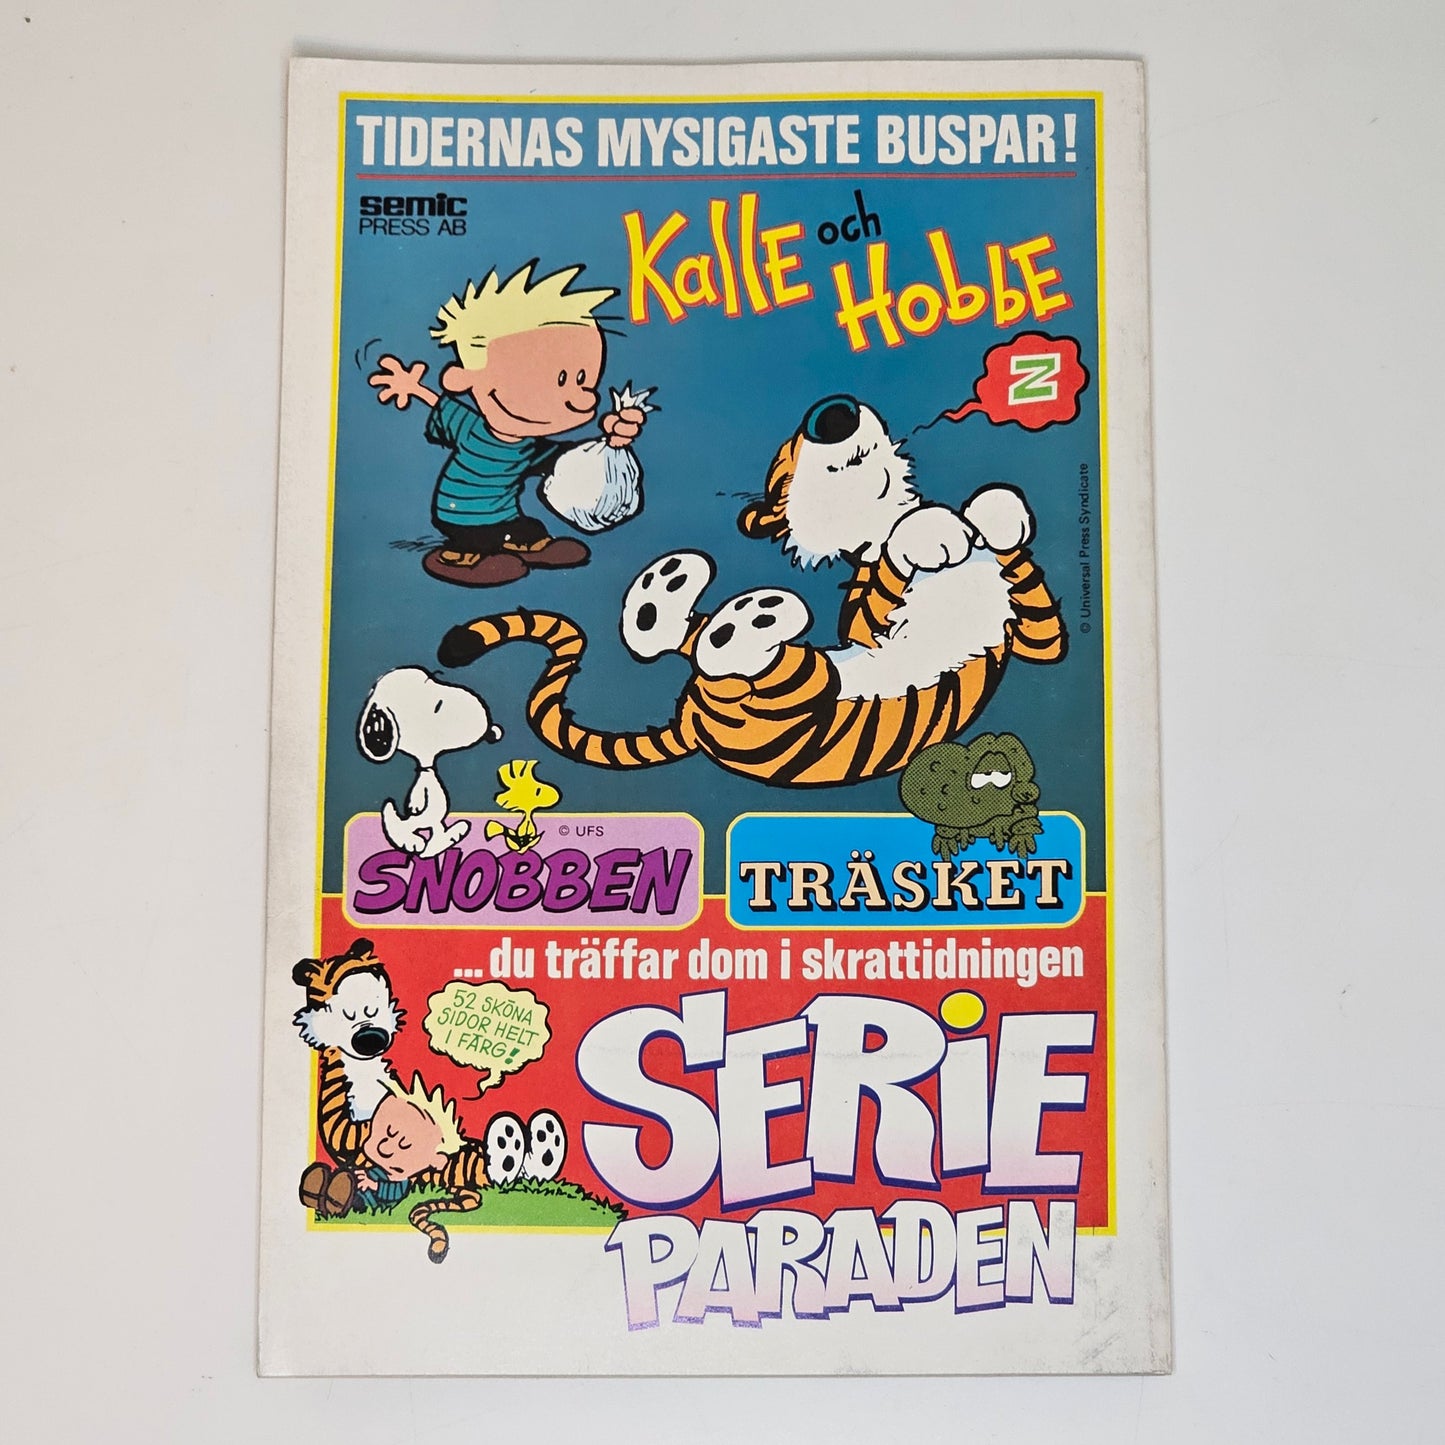 TIDERNAS MYSIGASTE BUSPAR!
semic
PRESS AB
Kalle och
Hobbe
Z
© Universal Press Syndicate
© UFS
SNOBBEN
TRÄSKET
... du träffar dom i skrattidningen
52 SKÖNA
SIDOR HELT
I FÄRG!
SERiE
PARADEN